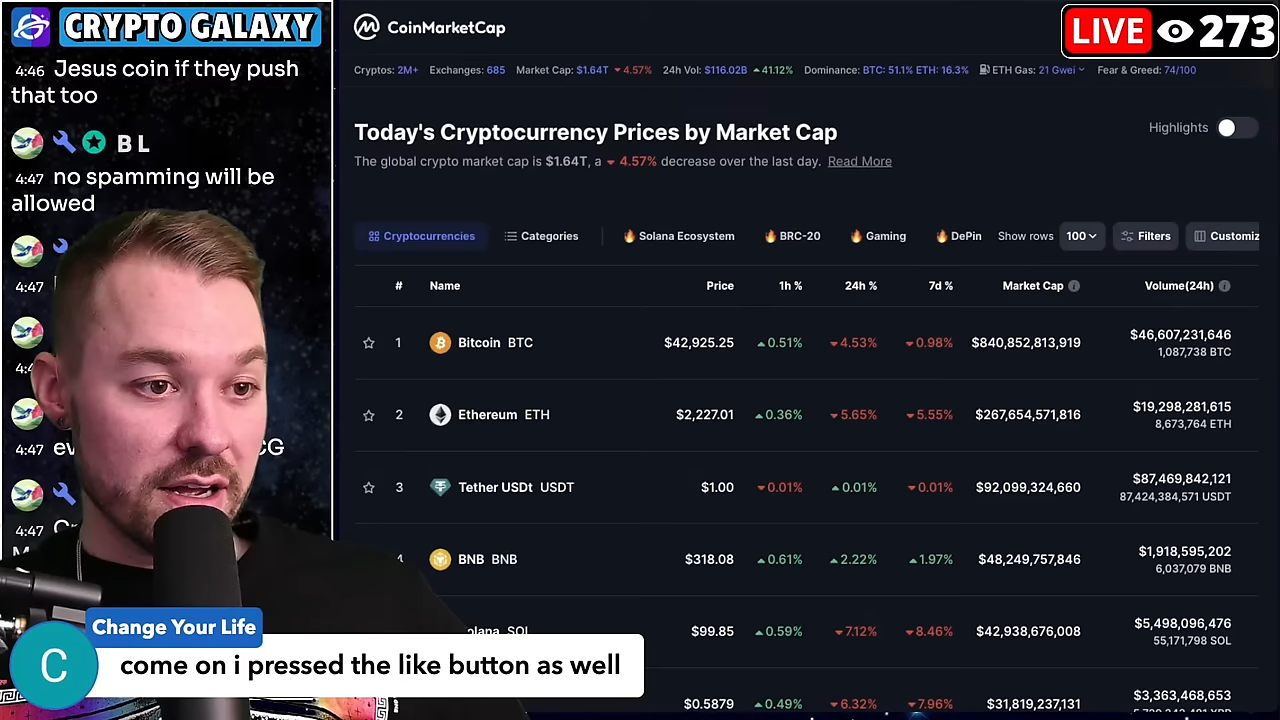 CRYPTO GALAXY
4:46 Jesus coin if they push
that too
B L
4:47 no spamming will be
allowed
4:47
4:47
CG
4:47
Change Your Life
C
come on i pressed the like button as well
CoinMarketCap
LIVE 273
Cryptos: 2M+ Exchanges: 685 Market Cap: $1.64T 4.57% 24h Vol: $116.02B 41.12% Dominance: BTC: 51.1% ETH: 16.3% ETH Gas: 21 Gwei Fear & Greed: 74/100
Today's Cryptocurrency Prices by Market Cap
Highlights
The global crypto market cap is $1.64T, a 4.57% decrease over the last day. Read More
Cryptocurrencies Categories Solana Ecosystem BRC-20 Gaming DePin Show rows 100 Filters Customiz
# Name Price 1h % 24h % 7d % Market Cap Volume(24h)
1 Bitcoin BTC $42,925.25 0.51% 4.53% 0.98% $840,852,813,919 $46,607,231,646
1,087,738 BTC
2 Ethereum ETH $2,227.01 0.36% 5.65% 5.55% $267,654,571,816 $19,298,281,615
8,673,764 ETH
3 Tether USDt USDT $1.00 0.01% 0.01% 0.01% $92,099,324,660 $87,469,842,121
87,424,384,571 USDT
4 BNB BNB $318.08 0.61% 2.22% 1.97% $48,249,757,846 $1,918,595,202
6,037,079 BNB
olana SOL $99.85 0.59% 7.12% 8.46% $42,938,676,008 $5,498,096,476
55,171,798 SOL
$0.5879 0.49% 6.32% 7.96% $31,819,237,131 $3,363,468,653